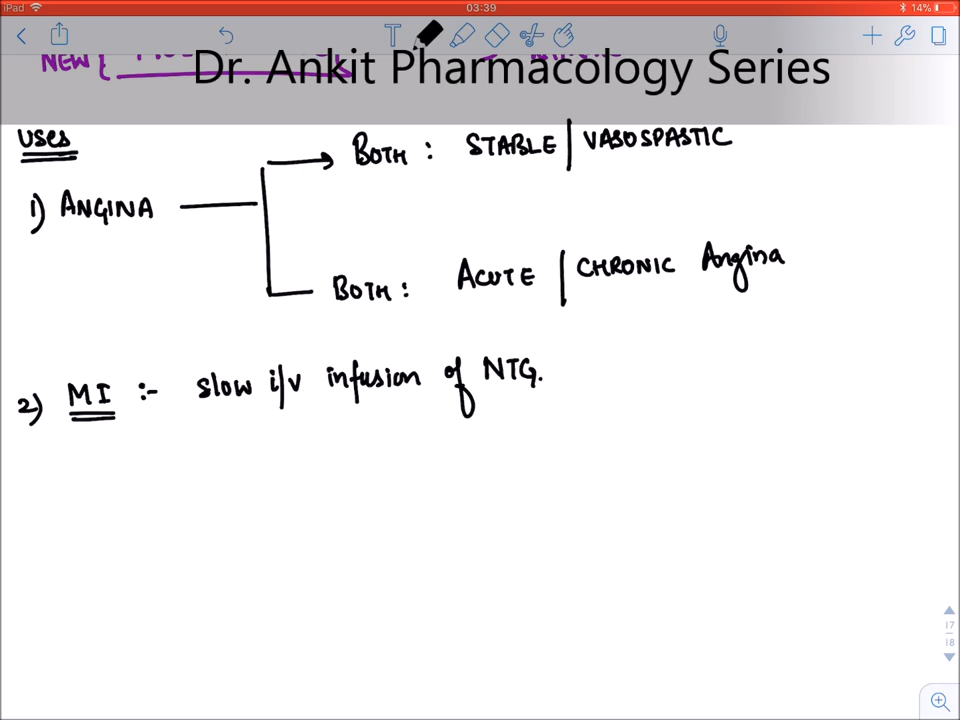 iPad 03:39 14%
NEW {
Dr. Ankit Pharmacology Series
Uses
BOTH : STABLE | VASOSPASTIC
1) ANGINA
BOTH : ACUTE | CHRONIC Angina
2) MI :- slow i/v infusion of NTG.
17
18